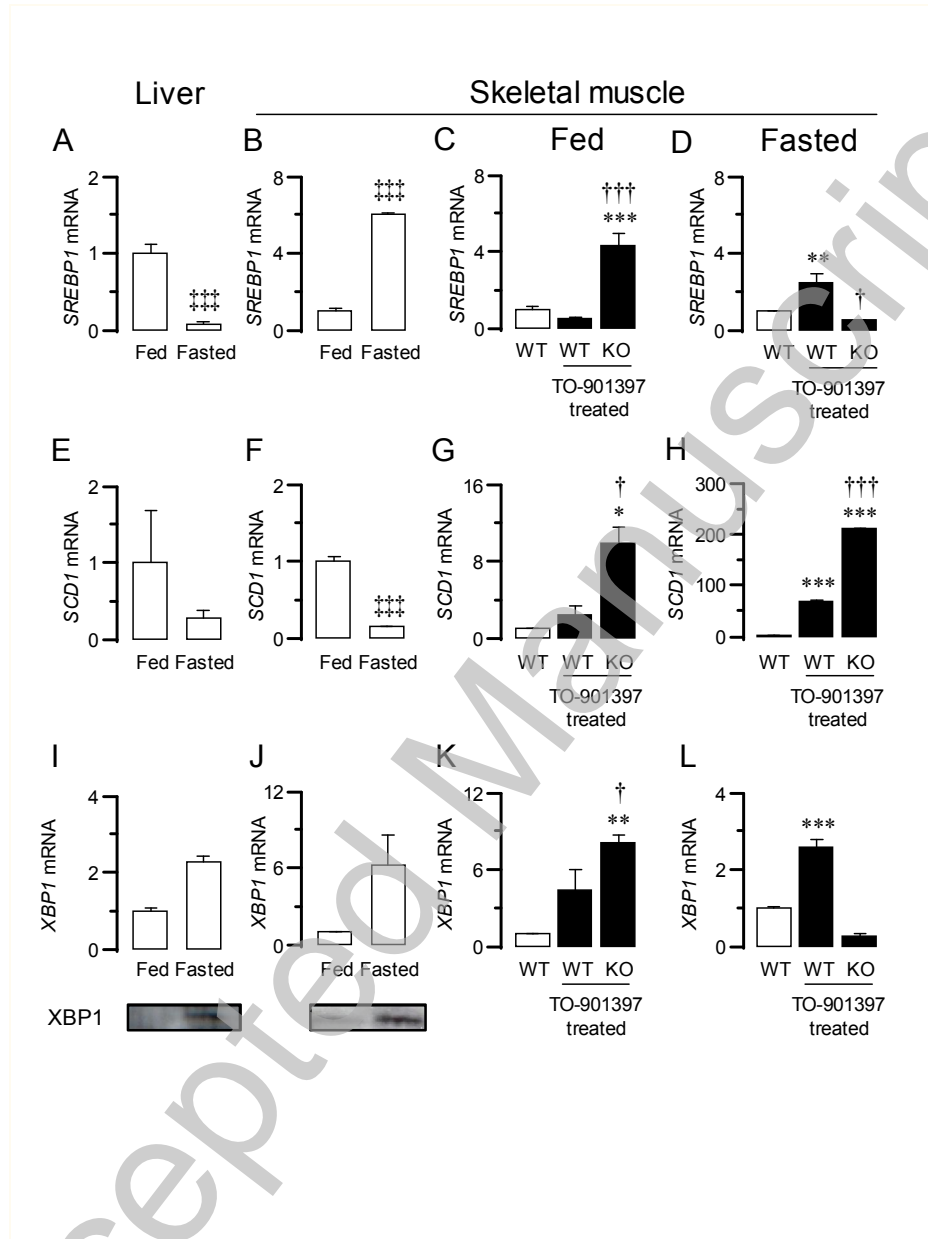 Liver
Skeletal muscle
A
B
C
Fed
D
Fasted
SREBP1 mRNA
2
1
0
‡‡‡
‡‡‡
Fed Fasted
SREBP1 mRNA
8
4
0
‡‡‡
‡‡‡
Fed Fasted
SREBP1 mRNA
8
4
0
†††
***
WT WT KO
TO-901397
treated
SREBP1 mRNA
8
4
0
**
†
WT WT KO
TO-901397
treated
E
F
G
H
SCD1 mRNA
2
1
0
Fed Fasted
SCD1 mRNA
2
1
0
‡‡‡
‡‡‡
Fed Fasted
SCD1 mRNA
16
8
0
†
*
WT WT KO
TO-901397
treated
SCD1 mRNA
300
200
100
0
***
†††
***
WT WT KO
TO-901397
treated
I
J
K
L
XBP1 mRNA
4
2
0
Fed Fasted
XBP1 mRNA
12
6
0
Fed Fasted
XBP1 mRNA
12
6
0
†
**
WT WT KO
TO-901397
treated
XBP1 mRNA
4
2
0
***
WT WT KO
TO-901397
treated
XBP1
cepted Manuscrip